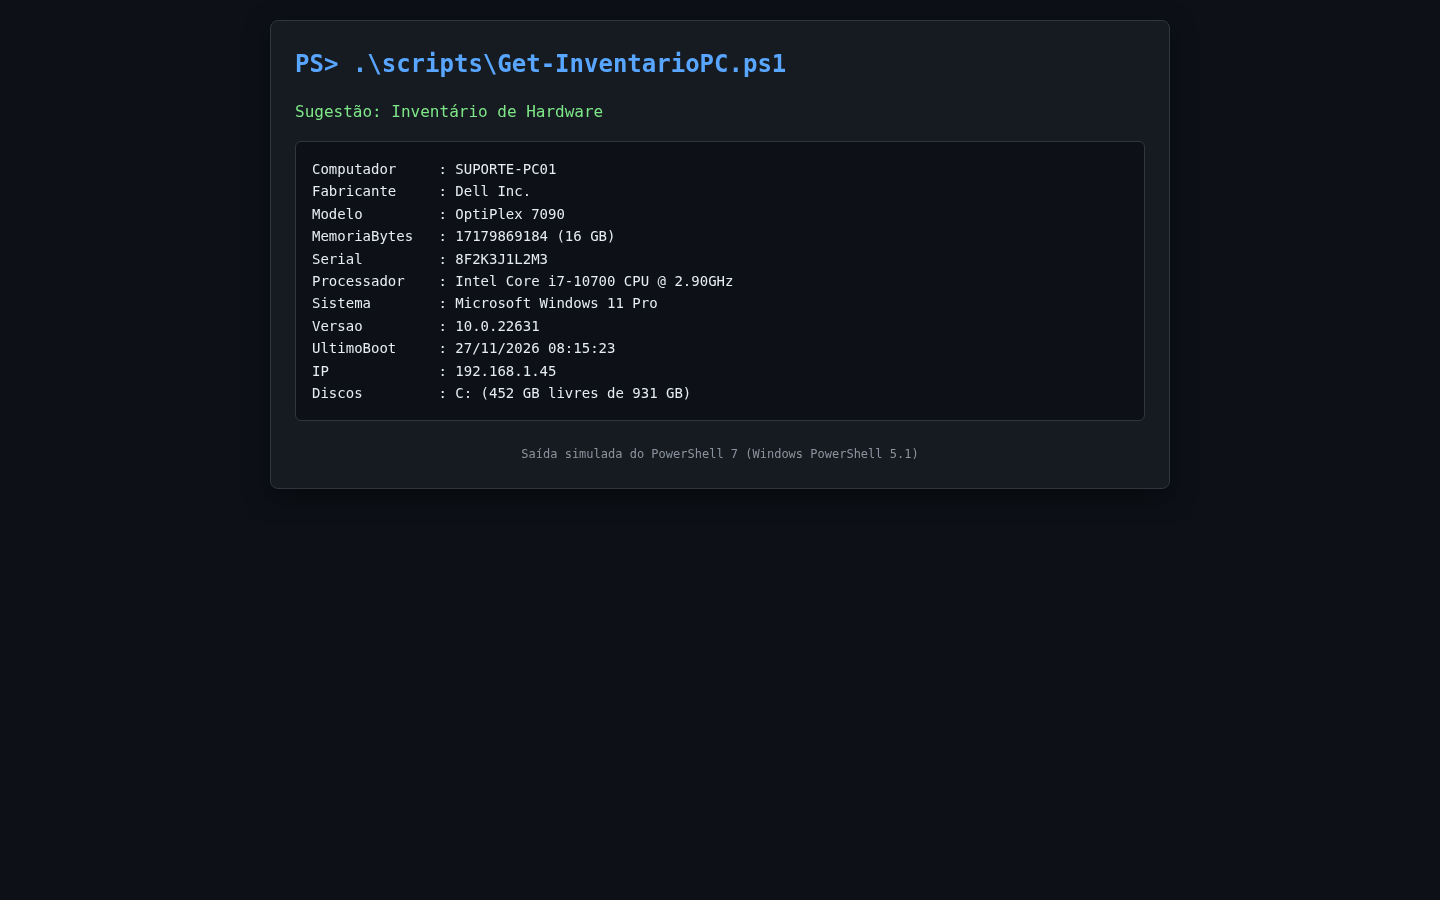 PS> .\scripts\Get-InventarioPC.ps1
Sugestão: Inventário de Hardware
Computador     : SUPORTE-PC01
Fabricante     : Dell Inc.
Modelo         : OptiPlex 7090
MemoriaBytes   : 17179869184 (16 GB)
Serial         : 8F2K3J1L2M3
Processador    : Intel Core i7-10700 CPU @ 2.90GHz
Sistema        : Microsoft Windows 11 Pro
Versao         : 10.0.22631
UltimoBoot     : 27/11/2026 08:15:23
IP             : 192.168.1.45
Discos         : C: (452 GB livres de 931 GB)
Saída simulada do PowerShell 7 (Windows PowerShell 5.1)